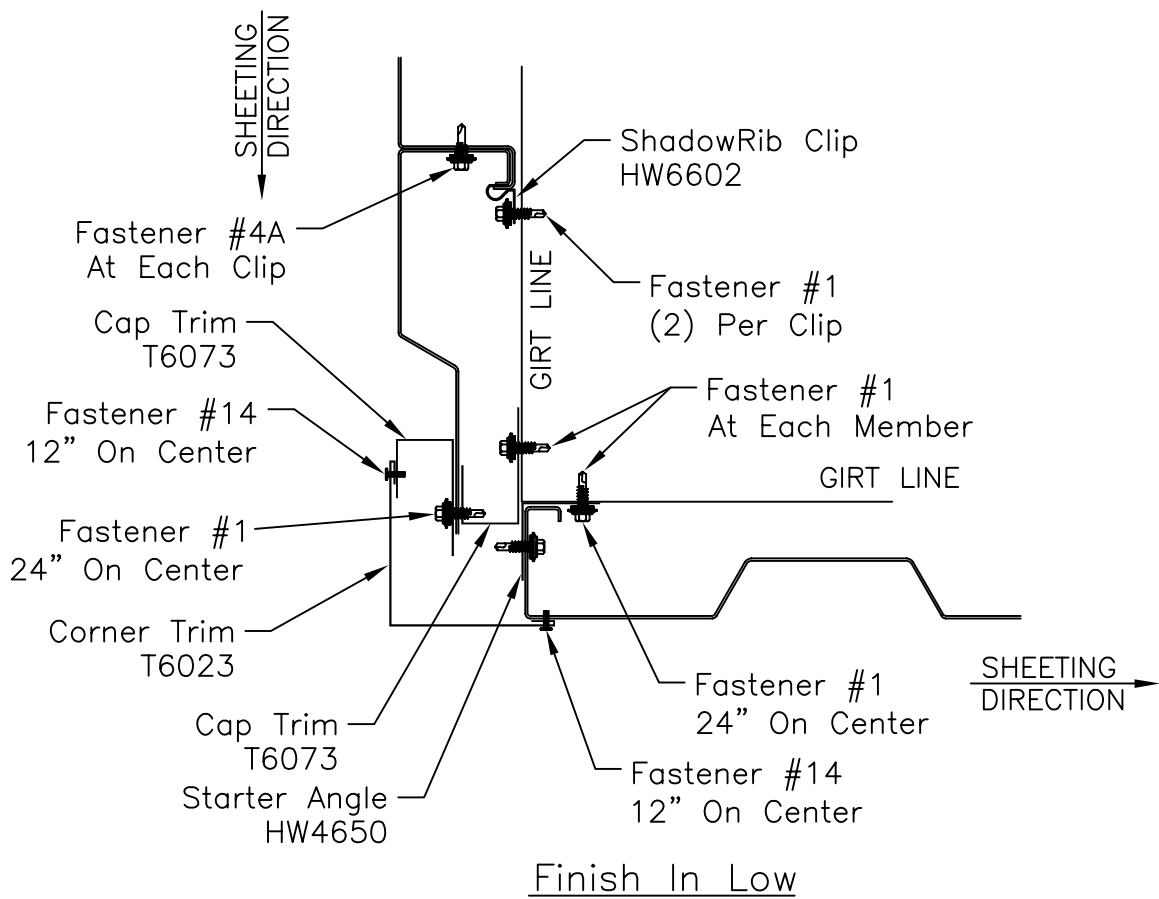 SHEETING
DIRECTION
ShadowRib Clip
HW6602
Fastener #4A
At Each Clip
GIRT LINE
Fastener #1
(2) Per Clip
Cap Trim
T6073
Fastener #1
At Each Member
Fastener #14
12” On Center
GIRT LINE
Fastener #1
24” On Center
Corner Trim
T6023
SHEETING
DIRECTION
Fastener #1
24” On Center
Cap Trim
T6073
Fastener #14
12” On Center
Starter Angle
HW4650
Finish In Low